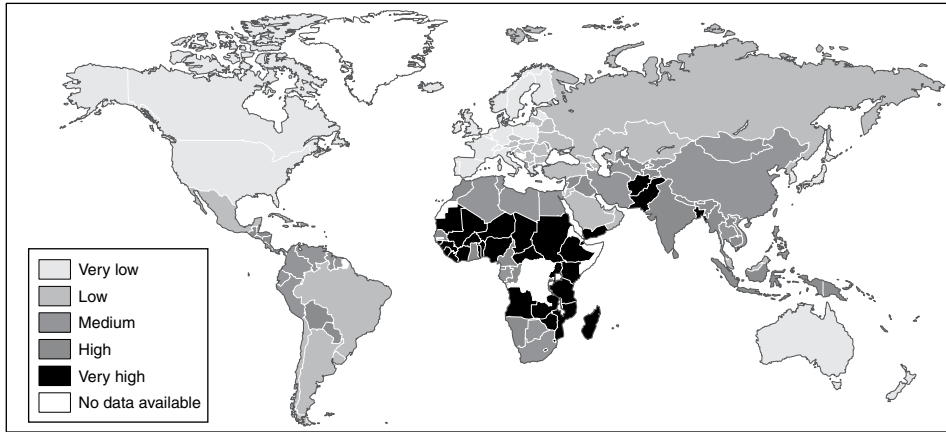 Very low
Low
Medium
High
Very high
No data available